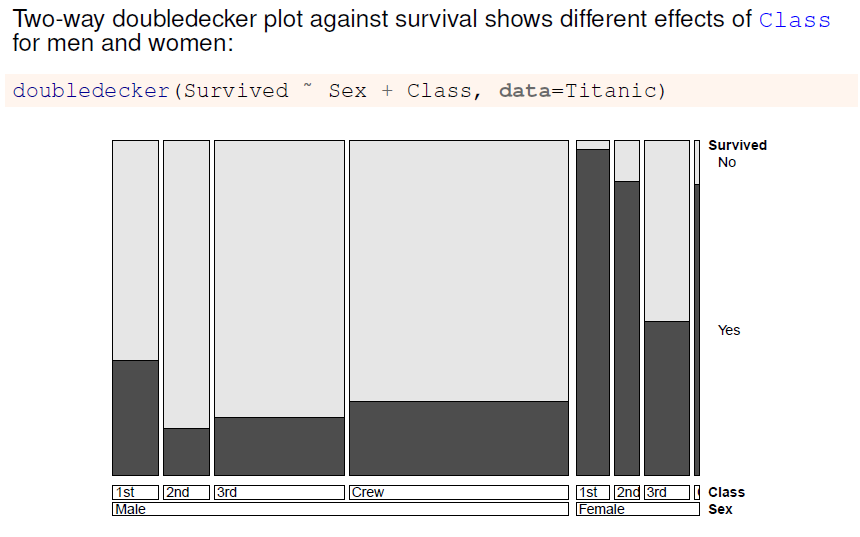 Two-way doubledecker plot against survival shows different effects of Class
for men and women:
doubledecker(Survived ~ Sex + Class, data=Titanic)
Survived
No
Yes
1st 2nd 3rd Crew 1st 2nd 3rd Class
Male Female Sex